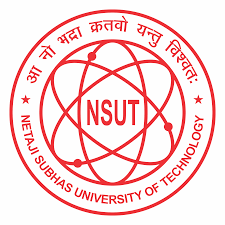 आ नो भद्रा क्रतवो यन्तु विश्वतः
NSUT
NETAJI SUBHAS UNIVERSITY OF TECHNOLOGY